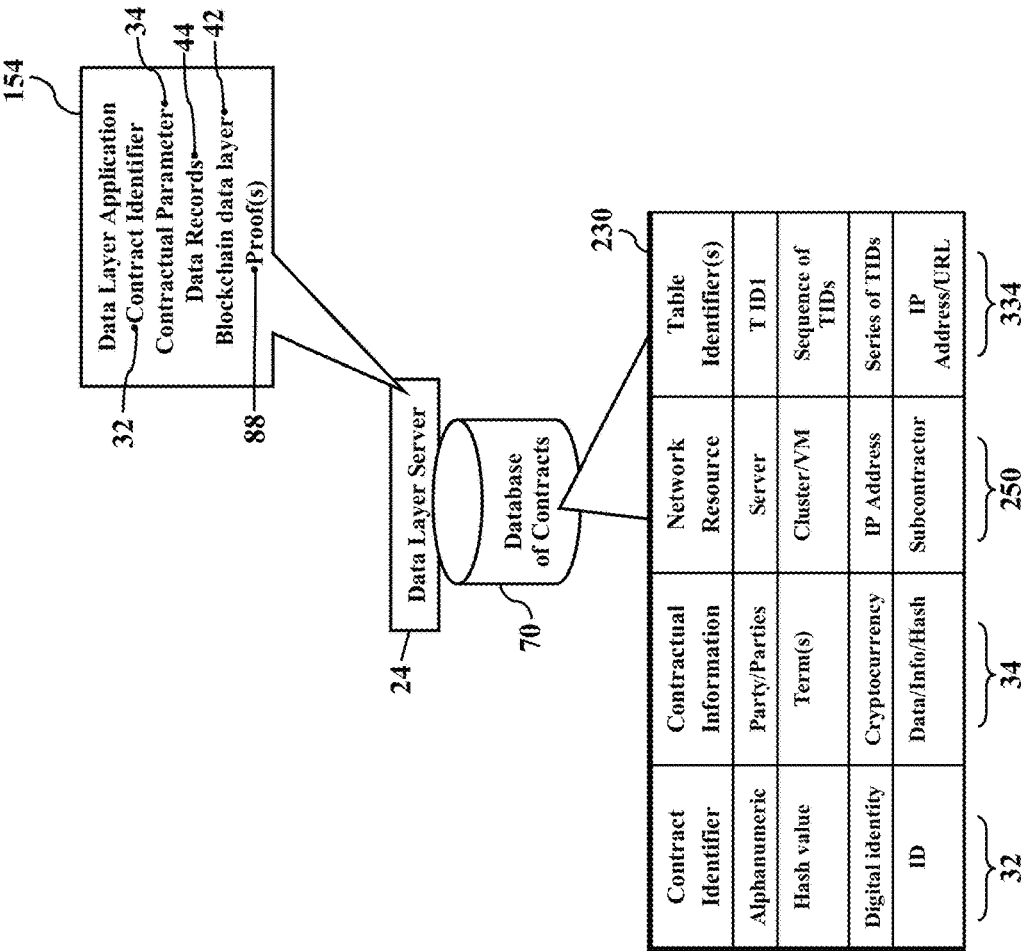 154
Data Layer Application
32
Contract Identifier
Contractual Parameter
34
Data Records
44
Blockchain data layer
42
88
Proof(s)
24
Data Layer Server
Database
of Contracts
70
230
Contract
Identifier
Contractual
Information
Network
Resource
Table
Identifier(s)
Alphanumeric
Party/Parties
Server
T ID1
Hash value
Term(s)
Cluster/VM
Sequence of
TIDs
Digital identity
Cryptocurrency
IP Address
Series of TIDs
ID
Data/Info/Hash
Subcontractor
IP
Address/URL
32
34
250
334